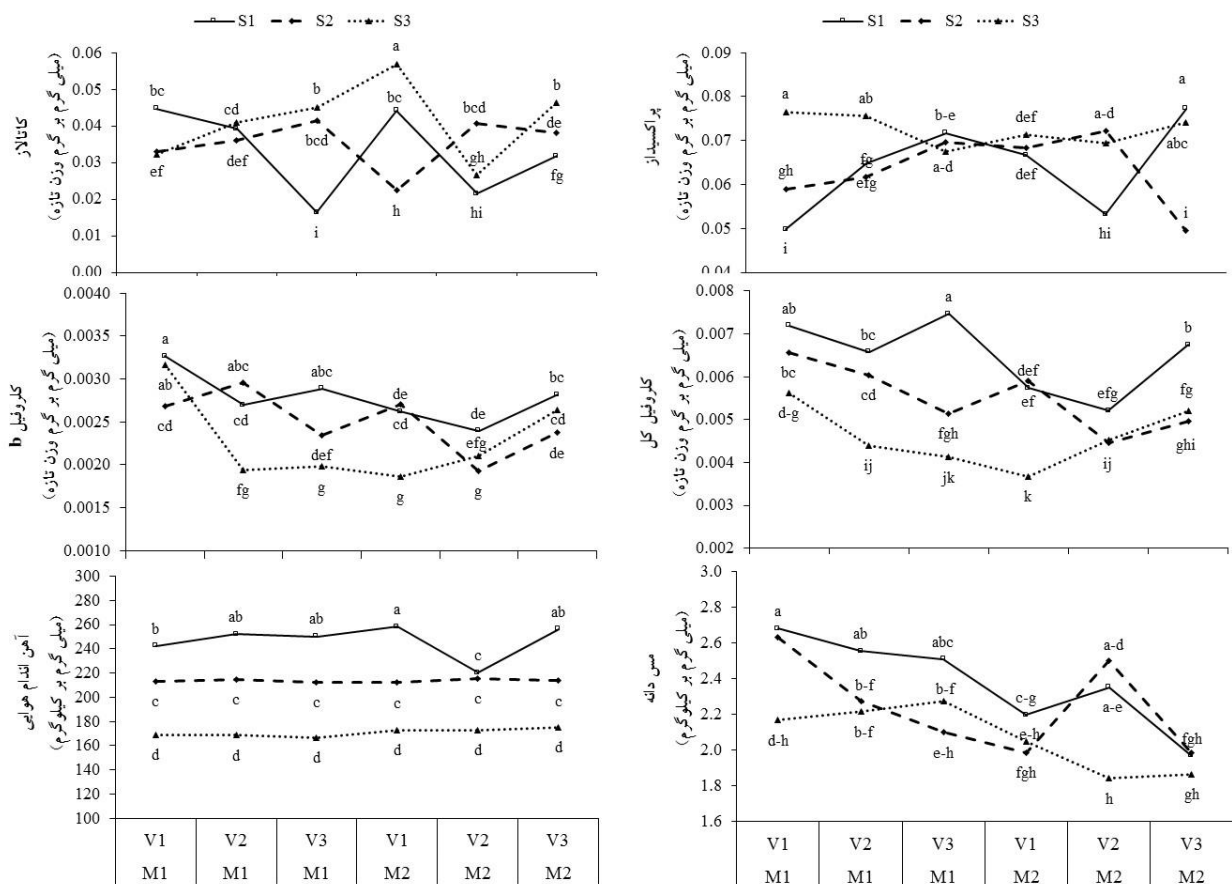 S1 S2 S3
کاتالاز
(میلی گرم بر گرم وزن تازه)
0.06
0.05
0.04
0.03
0.02
0.01
0.00
bc
cd
b
a
bc
bcd
b
de
ef
def
bcd
i
h
gh
hi
fg
S1 S2 S3
پراکسیداز
(میلی گرم بر گرم وزن تازه)
0.09
0.08
0.07
0.06
0.05
0.04
a
ab
b-e
def
a-d
a
gh
fg
efg
a-d
def
abc
i
hi
i
کلروفیل b
(میلی گرم بر گرم وزن تازه)
0.0040
0.0035
0.0030
0.0025
0.0020
0.0015
0.0010
a
abc
abc
de
de
bc
ab
cd
cd
def
cd
efg
cd
de
fg
g
g
g
کلروفیل کل
(میلی گرم بر گرم وزن تازه)
0.008
0.007
0.006
0.005
0.004
0.003
0.002
ab
bc
a
def
efg
b
bc
cd
ef
fg
d-g
fgh
ij
ghi
ij
jk
k
آهن اندام هوایی
(میلی گرم بر کیلوگرم)
300
280
260
240
220
200
180
160
140
120
100
b
ab
ab
a
c
ab
c
c
c
c
c
c
d
d
d
d
d
d
V1 V2 V3 V1 V2 V3
M1 M1 M1 M2 M2 M2
مس دانه
(میلی گرم بر کیلوگرم)
3.0
2.8
2.6
2.4
2.2
2.0
1.8
1.6
a
ab
abc
a-d
b-f
b-f
c-g
a-e
d-h
b-f
e-h
e-h
fgh
fgh
h
gh
V1 V2 V3 V1 V2 V3
M1 M1 M1 M2 M2 M2